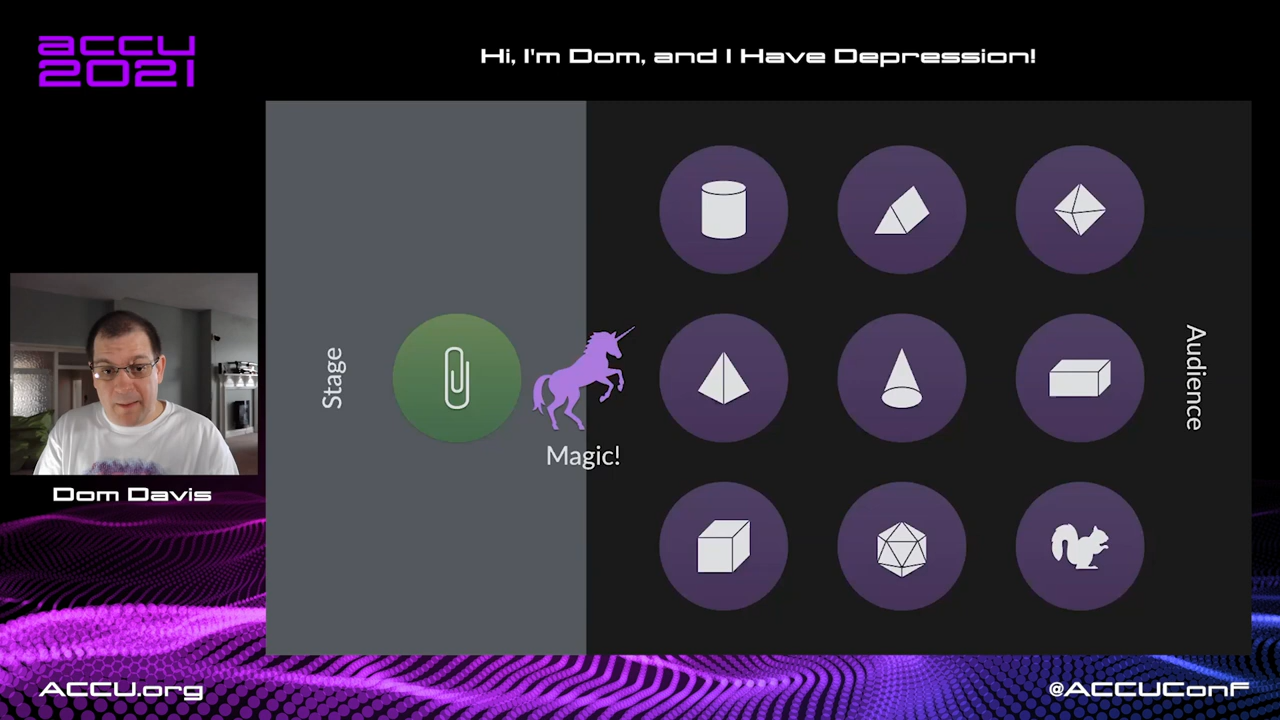 accu
2021
Hi, I'm Dom, and I Have Depression!
Stage
Magic!
Audience
Dom Davis
ACCU.org
@ACCUConf